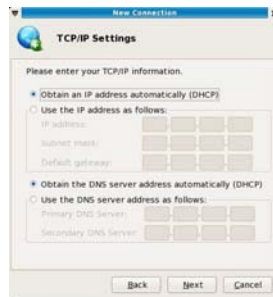 New Connection
TCP/IP Settings
Please enter your TCP/IP information.
Obtain an IP address automatically (DHCP)
Use the IP address as follows:
IP address:
Subnet mask:
Default gateway:
Obtain the DNS server address automatically (DHCP)
Use the DNS server address as follows:
Primary DNS Server:
Secondary DNS Server:
Back Next Cancel